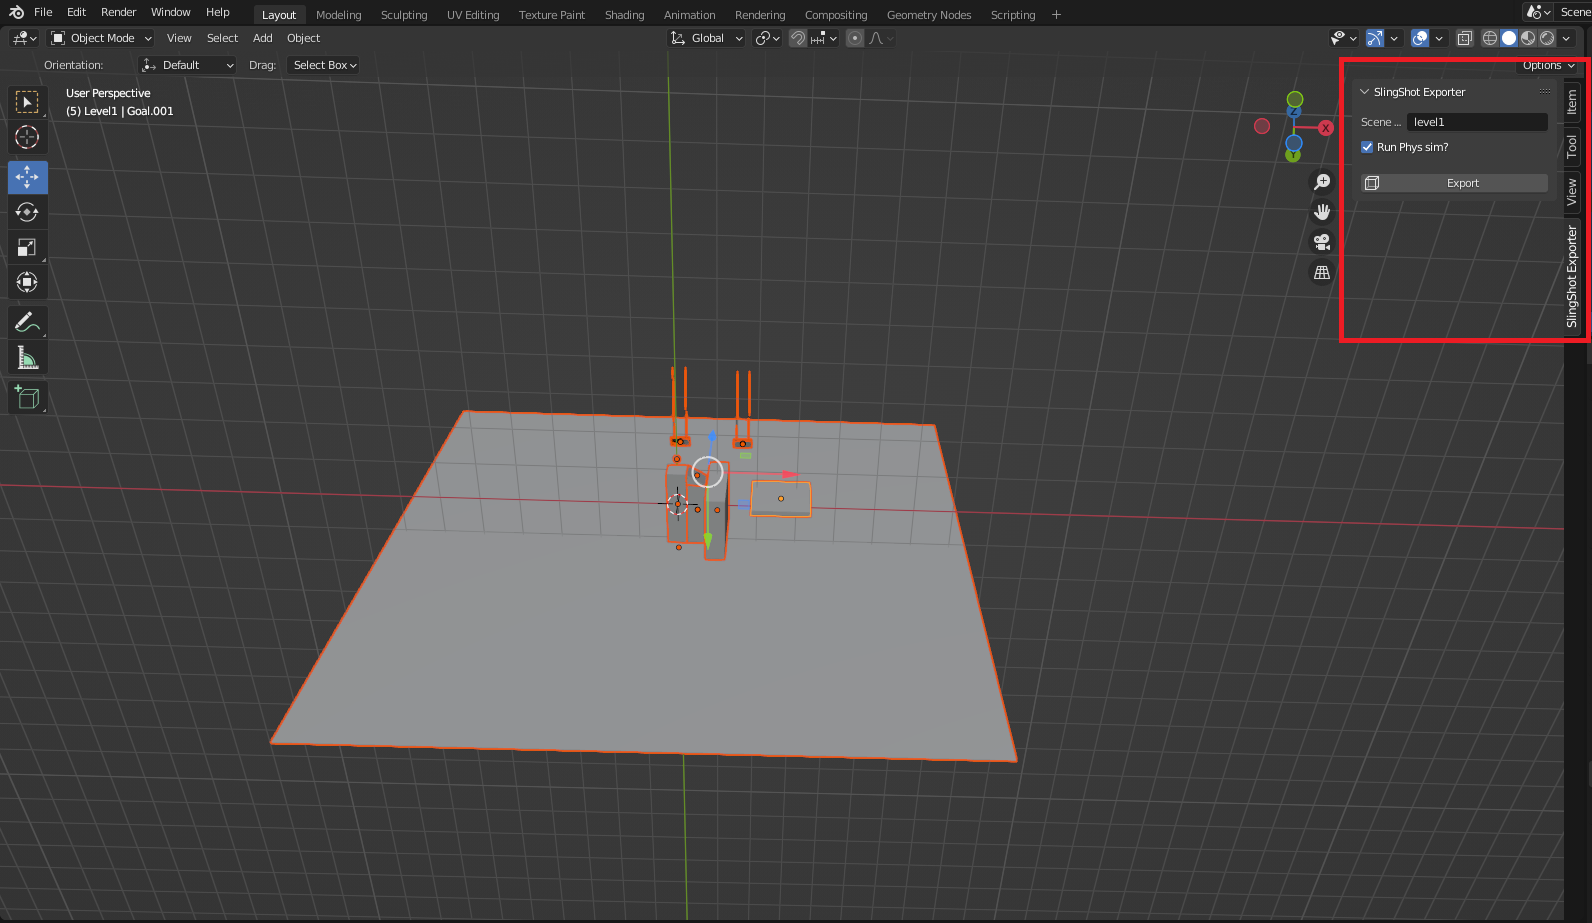 File Edit Render Window Help Layout Modeling Sculpting UV Editing Texture Paint Shading Animation Rendering Compositing Geometry Nodes Scripting + Scene
Object Mode View Select Add Object Global
Orientation: Default Drag: Select Box Options
User Perspective
(5) Level1 | Goal.001
SlingShot Exporter
Scene ... level1
Run Phys sim?
Export
Item
Tool
View
SlingShot Exporter
X
Y
Z